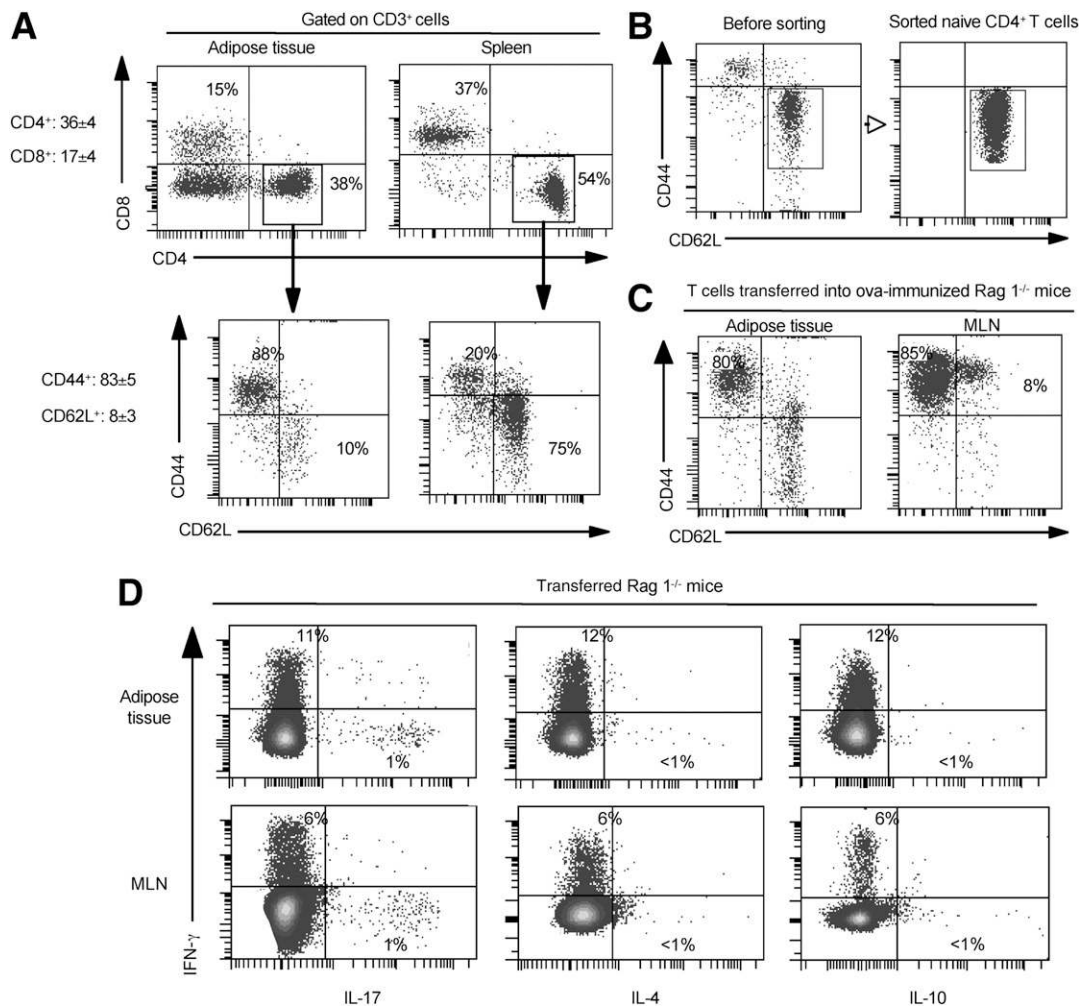 A
Gated on CD3⁺ cells
Adipose tissue
Spleen
CD4⁺: 36±4
CD8⁺: 17±4
15%
38%
37%
54%
CD8
CD4
CD44⁺: 83±5
CD62L⁺: 8±3
88%
10%
20%
75%
CD44
CD62L
B
Before sorting
Sorted naive CD4⁺ T cells
CD44
CD62L
C
T cells transferred into ova-immunized Rag 1⁻/⁻ mice
Adipose tissue
MLN
80%
85%
8%
CD44
CD62L
D
Transferred Rag 1⁻/⁻ mice
Adipose
tissue
11%
1%
12%
<1%
12%
<1%
MLN
6%
1%
6%
<1%
6%
<1%
IFN-γ
IL-17
IL-4
IL-10